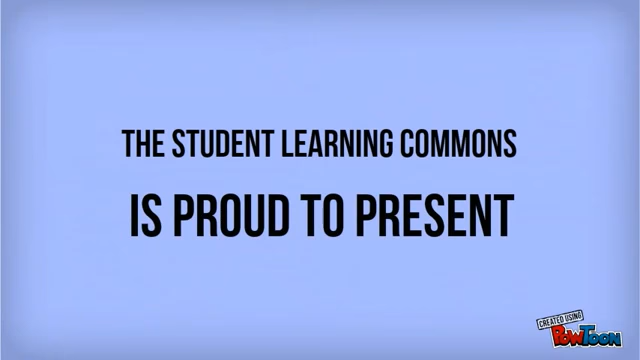 THE STUDENT LEARNING COMMONS
IS PROUD TO PRESENT
CREATED USING
POWTOON